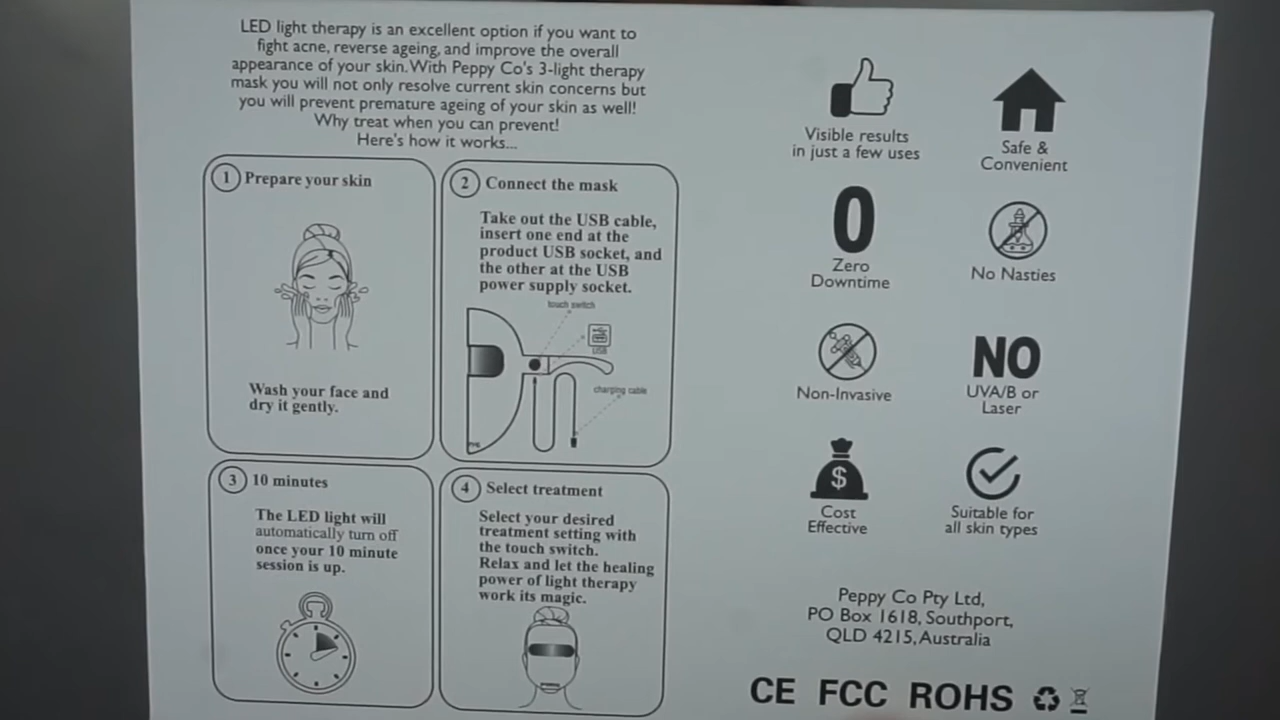 LED light therapy is an excellent option if you want to
fight acne, reverse ageing, and improve the overall
appearance of your skin. With Peppy Co's 3-light therapy
mask you will not only resolve current skin concerns but
you will prevent premature ageing of your skin as well!
Why treat when you can prevent!
Here's how it works...
1 Prepare your skin
Wash your face and
dry it gently.
2 Connect the mask
Take out the USB cable,
insert one end at the
product USB socket, and
the other at the USB
power supply socket.
touch switch
USB
charging cable
3 10 minutes
The LED light will
automatically turn off
once your 10 minute
session is up.
4 Select treatment
Select your desired
treatment setting with
the touch switch.
Relax and let the healing
power of light therapy
work its magic.
Visible results
in just a few uses
Safe &
Convenient
0
Zero
Downtime
No Nasties
Non-Invasive
NO
UVA/B or
Laser
$
Cost
Effective
Suitable for
all skin types
Peppy Co Pty Ltd,
PO Box 1618, Southport,
QLD 4215, Australia
CE FCC ROHS